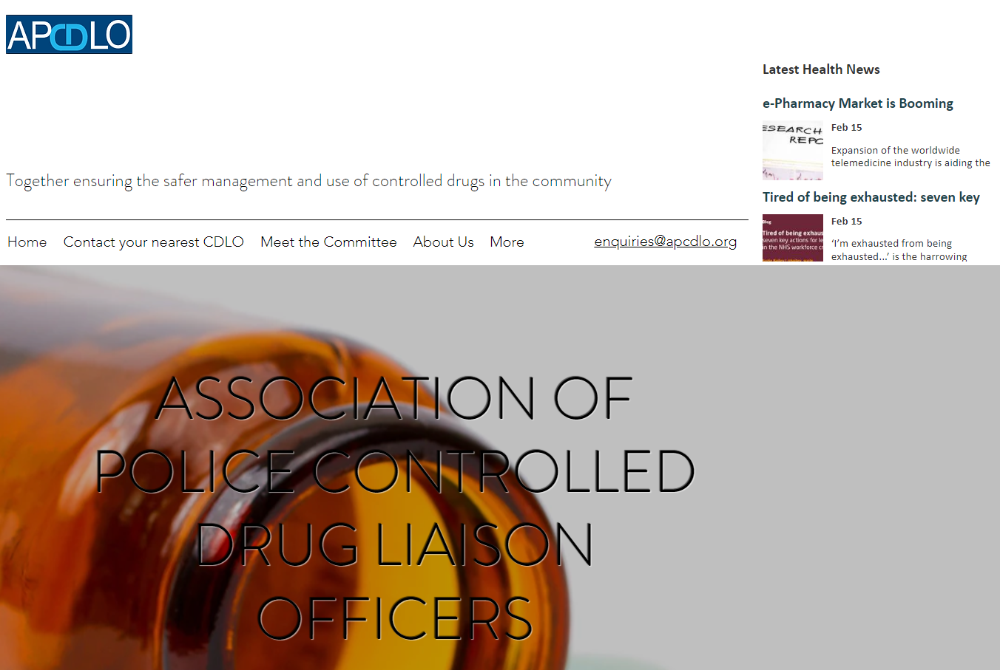 APCDLO
Latest Health News
e-Pharmacy Market is Booming
ESEARCH
REPO
Feb 15
Expansion of the worldwide
telemedicine industry is aiding the
Together ensuring the safer management and use of controlled drugs in the community
Tired of being exhausted: seven key
Blog
Tired of being exhaus
seven key actions for le
in the NHS workforce cr
Feb 15
‘I’m exhausted from being
exhausted...’ is the harrowing
Home
Contact your nearest CDLO
Meet the Committee
About Us
More
enquiries@apcdlo.org
ASSOCIATION OF
POLICE CONTROLLED
DRUG LIAISON
OFFICERS